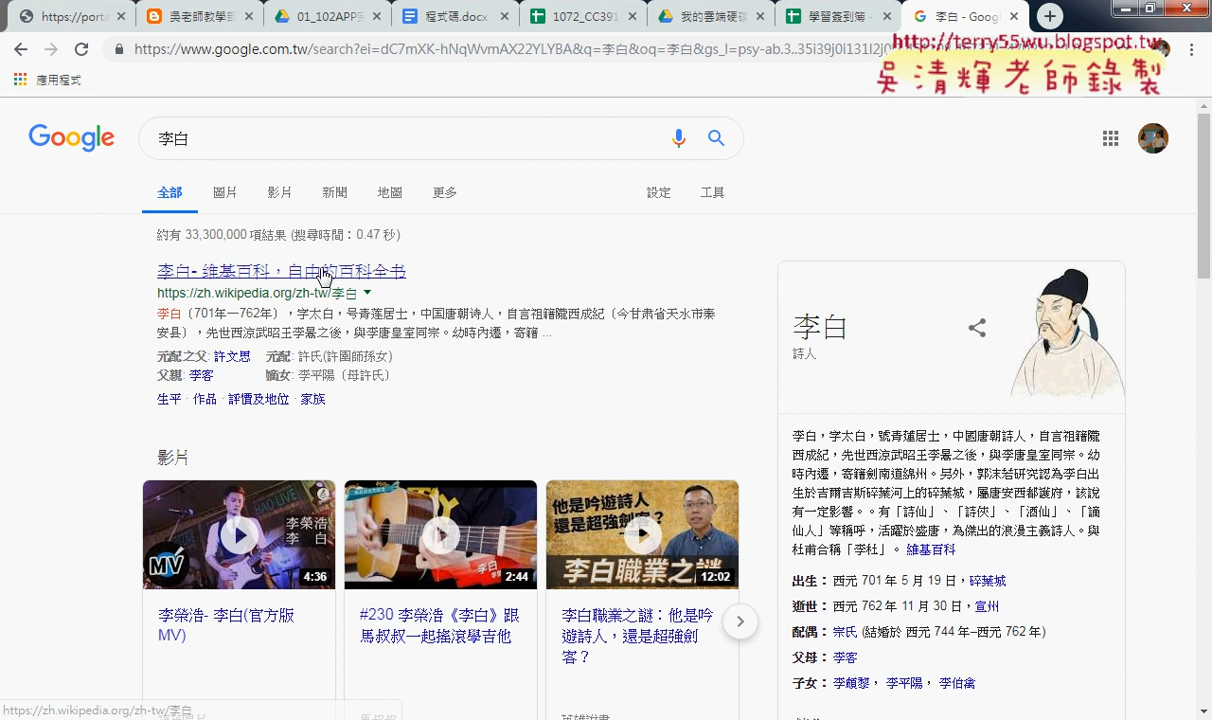 https://porta
吳老師教學部
01_102APP完
程式碼.docx
1072_CC391
我的雲端硬碟
學習簽到簿 -
李白 - Googl
https://www.google.com.tw/search?ei=dC7mXK-hNqWvmAX22YLYBA&q=李白&oq=李白&gs_l=psy-ab.3..35i39j0i131l2j0
http://terry55wu.blogspot.tw
吳清輝老師錄製
應用程式
Google
李白
全部
圖片
影片
新聞
地圖
更多
設定
工具
約有 33,300,000 項結果 (搜尋時間：0.47 秒)
李白- 维基百科，自由的百科全书
https://zh.wikipedia.org/zh-tw/李白
李白（701年—762年），字太白，号青莲居士，中国唐朝诗人，自言祖籍隴西成紀（今甘肅省天水市秦
安县），先世西涼武昭王李暠之後，與李唐皇室同宗。幼時內遷，寄籍 ...
元配之父: 許文思 元配: 許氏(許圉師孫女)
父親: 李客 嫡女: 李平陽（母許氏）
生平 · 作品 · 評價及地位 · 家族
影片
李榮浩
李 白
MV
4:36
李榮浩- 李白(官方版
MV)
2:44
#230 李榮浩《李白》跟
馬叔叔一起搖滾學吉他
馬叔叔
他是吟遊詩人
還是超強劍客?
李白職業之謎
12:02
李白職業之謎：他是吟
遊詩人，還是超強劍
客？
英雄說書
李白
詩人
李白，字太白，號青蓮居士，中國唐朝詩人，自言祖籍隴
西成紀，先世西涼武昭王李暠之後，與李唐皇室同宗。幼
時內遷，寄籍劍南道綿州。另外，郭沫若研究認為李白出
生於吉爾吉斯碎葉河上的碎葉城，屬唐安西都護府，該說
有一定影響。。有「詩仙」、「詩俠」、「酒仙」、「謫
仙人」等稱呼，活躍於盛唐，為傑出的浪漫主義詩人。與
杜甫合稱「李杜」。 維基百科
出生：西元 701 年 5 月 19 日，碎葉城
逝世：西元 762 年 11 月 30 日，宣州
配偶：宗氏 (結婚於 西元 744 年–西元 762 年)
父母：李客
子女：李頗黎， 李平陽， 李伯禽
https://zh.wikipedia.org/zh-tw/李白